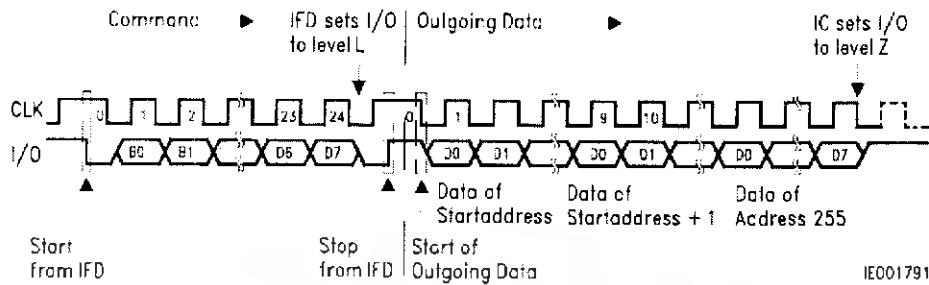 Command ► IFD sets I/O to level L
Outgoing Data ►
IC sets I/O to level Z
CLK 0 1 2 23 24 0 1 9 10
I/O B0 B1 D6 D7 D0 D1 D0 D1 D0 D7
Data of Startaddress
Data of Startaddress + 1
Data of Address 255
Start from IFD
Stop from IFD
Start of Outgoing Data
IE001791